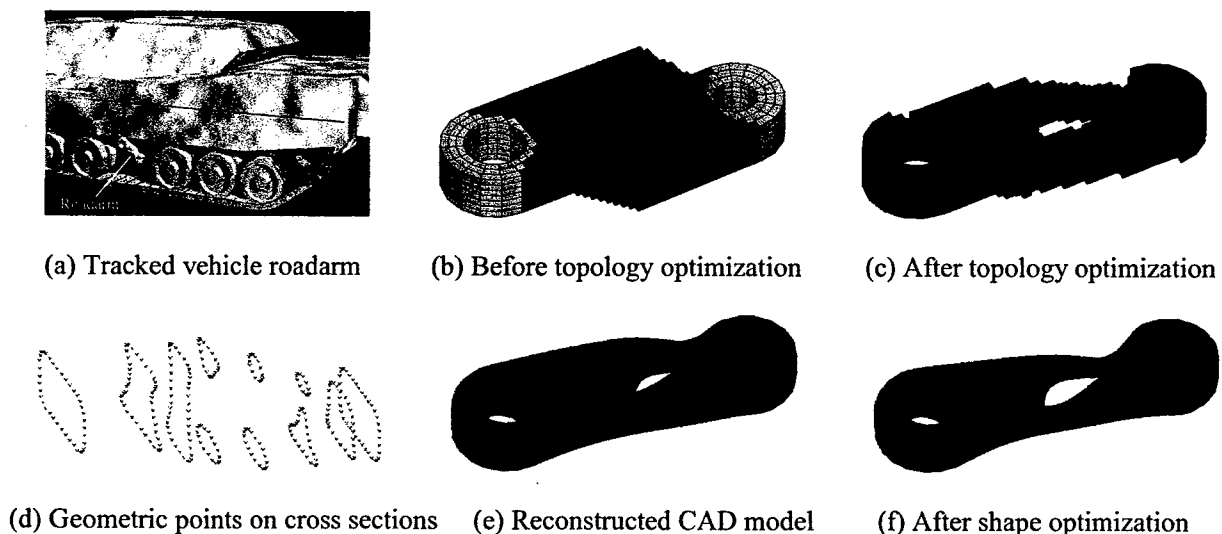 Roadarm
(a) Tracked vehicle roadarm
(b) Before topology optimization
(c) After topology optimization
(d) Geometric points on cross sections
(e) Reconstructed CAD model
(f) After shape optimization